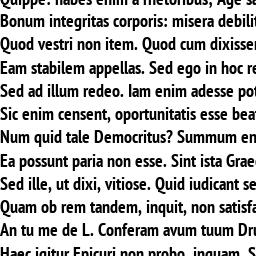 Quippe: habes enim a rhetoribus; Age sa
Bonum integritas corporis: misera debilit
Quod vestri non item. Quod cum dixisse
Eam stabilem appellas. Sed ego in hoc re
Sed ad illum redeo. Iam enim adesse pot
Sic enim censent, oportunitatis esse bea
Num quid tale Democritus? Summum en
Ea possunt paria non esse. Sint ista Grae
Sed ille, ut dixi, vitiose. Quid iudicant se
Quam ob rem tandem, inquit, non satisfa
An tu me de L. Conferam avum tuum Dru
Haec igitur Epicuri non probo, inquam. S